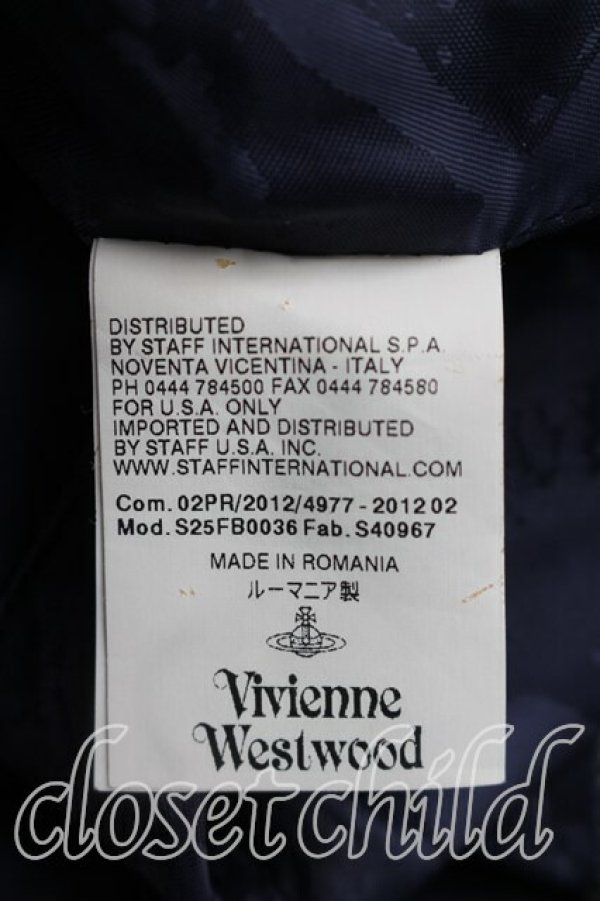 DISTRIBUTED
BY STAFF INTERNATIONAL S.P.A
NOVENTA VICENTINA - ITALY
PH 0444 784500 FAX 0444 784580
FOR U.S.A. ONLY
IMPORTED AND DISTRIBUTED
BY STAFF U.S.A. INC.
WWW.STAFFINTERNATIONAL.COM
Com. 02PR/2012/4977 - 2012 02
Mod. S25FB0036 Fab. S40967
MADE IN ROMANIA
ルーマニア製
Vivienne
Westwood
closetchild